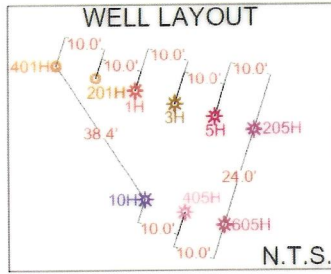 WELL LAYOUT
10.0'
10.0'
10.0'
401H
10.0'
201H
10.0'
1H
3H
5H
205H
38.4'
24.0'
10H
405H
10.0'
605H
10.0'
N.T.S.